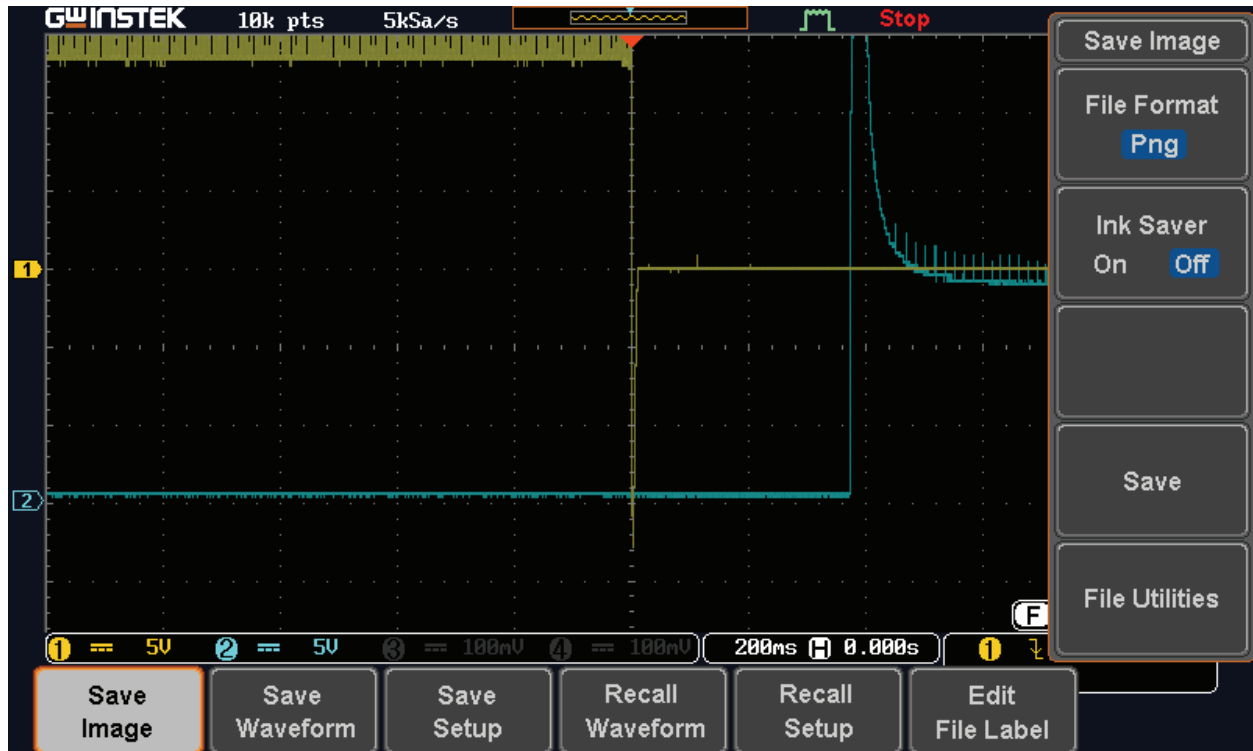 GWINSTEK 10k pts 5kSa/s Stop
Save Image
File Format
Png
Ink Saver
On Off
1
2
Save
File Utilities
F
1 5V 2 5V 3 100mV 4 100mV 200ms H 0.000s 1
Save Image
Save Waveform
Save Setup
Recall Waveform
Recall Setup
Edit File Label